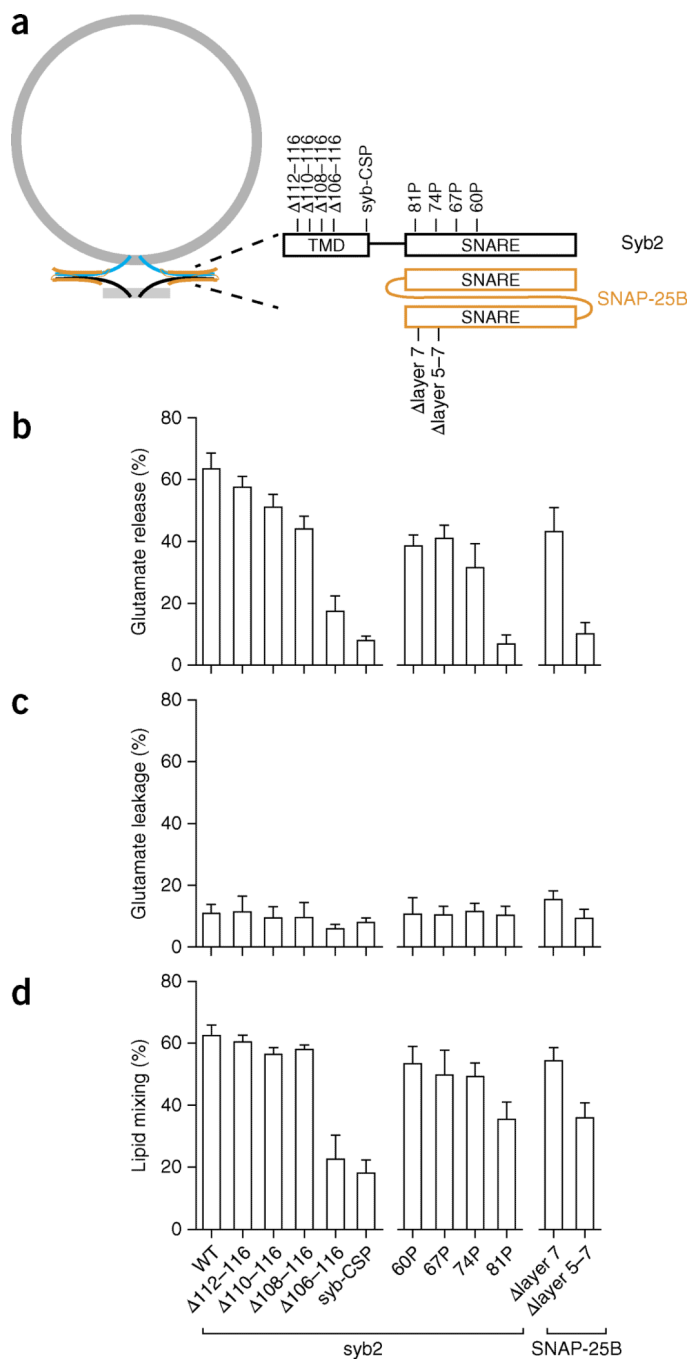 a
Δ112–116
Δ110–116
Δ108–116
Δ106–116
syb-CSP
81P
74P
67P
60P
TMD
SNARE
Syb2
SNARE
SNAP-25B
SNARE
Δlayer 7
Δlayer 5–7
b
80
60
40
20
0
Glutamate release (%)
c
80
60
40
20
0
Glutamate leakage (%)
d
80
60
40
20
0
Lipid mixing (%)
WT
Δ112–116
Δ110–116
Δ108–116
Δ106–116
syb-CSP
60P
67P
74P
81P
Δlayer 7
Δlayer 5–7
syb2
SNAP-25B